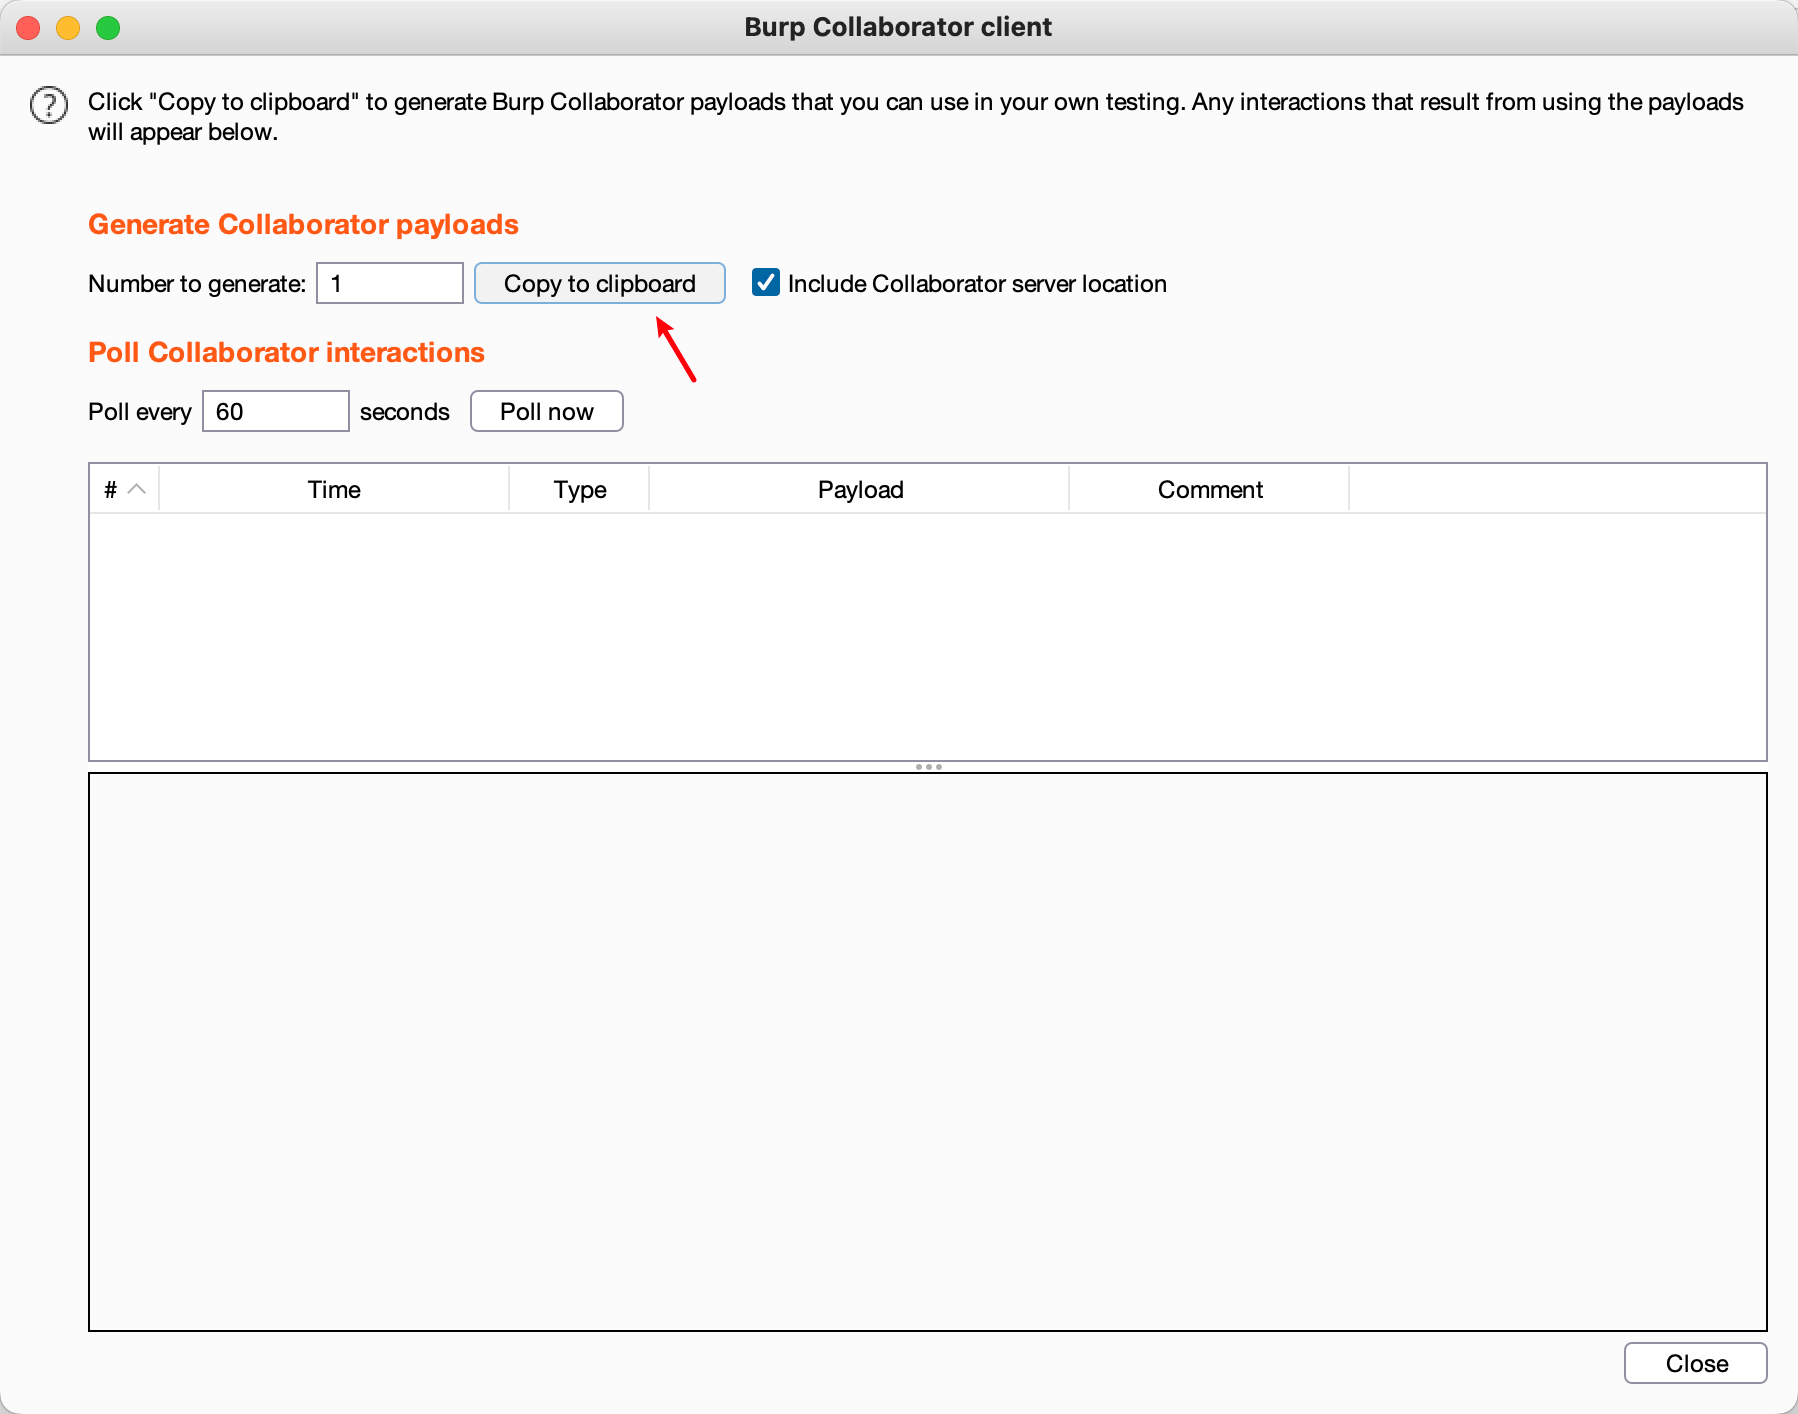 Burp Collaborator client
Click "Copy to clipboard" to generate Burp Collaborator payloads that you can use in your own testing. Any interactions that result from using the payloads
will appear below.
Generate Collaborator payloads
Number to generate: 1 Copy to clipboard Include Collaborator server location
Poll Collaborator interactions
Poll every 60 seconds Poll now
# Time Type Payload Comment
Close